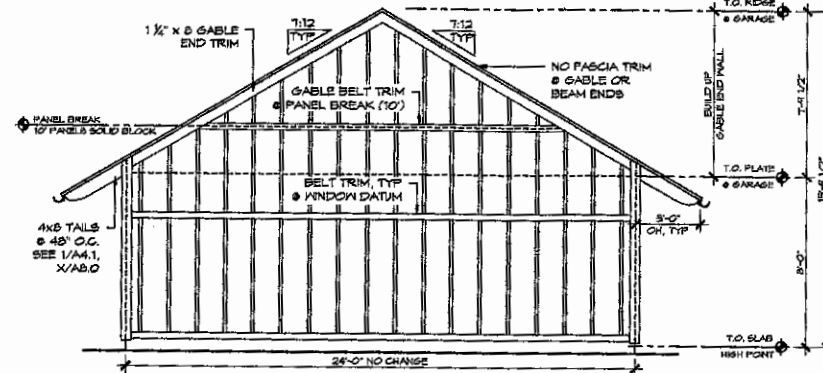 T.O. RIDGE
@ GARAGE
7:12
TYP
7:12
TYP
1 ½" x 8 GABLE
END TRIM
NO FASCIA TRIM
@ GABLE OR
BEAM ENDS
BUILD UP
GABLE END WALL
7'-9 1/2"
GABLE BELT TRIM
@ PANEL BREAK (10')
PANEL BREAK
10' PANELS SOLID BLOCK
T.O. PLATE
@ GARAGE
BELT TRIM, TYP
@ WINDOW DATUM
4x8 TAILS
@ 48" O.C.
SEE 1/A4.1,
X/A8.0
3'-0"
OH, TYP
8'-0"
T.O. SLAB
HIGH POINT
24'-0" NO CHANGE